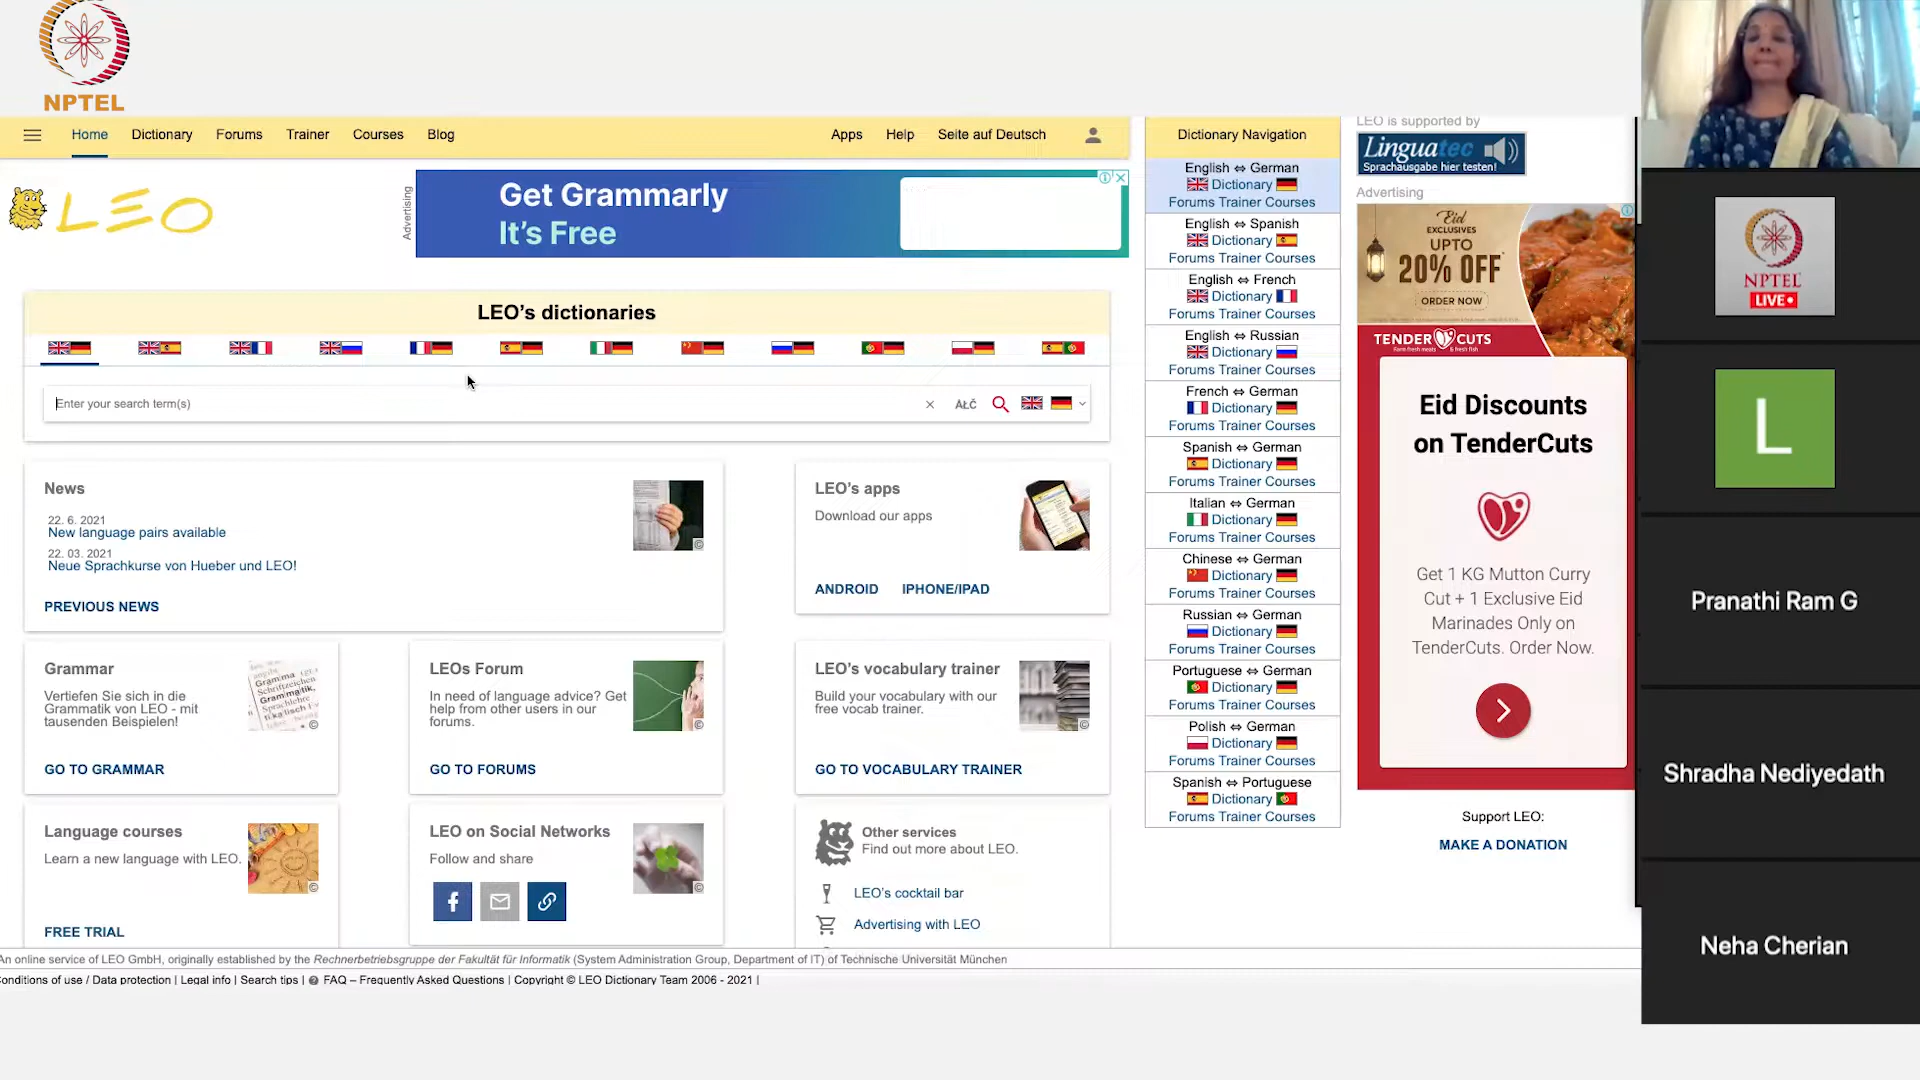 NPTEL
Home Dictionary Forums Trainer Courses Blog
Apps Help Seite auf Deutsch
LEO
Advertising
Get Grammarly
It's Free
LEO's dictionaries
Enter your search term(s)
ÀŁČ
News
22. 6. 2021
New language pairs available
22. 03. 2021
Neue Sprachkurse von Hueber und LEO!
PREVIOUS NEWS
LEO's apps
Download our apps
ANDROID IPHONE/IPAD
Grammar
Vertiefen Sie sich in die
Grammatik von LEO - mit
tausenden Beispielen!
GO TO GRAMMAR
LEOs Forum
In need of language advice? Get
help from other users in our
forums.
GO TO FORUMS
LEO's vocabulary trainer
Build your vocabulary with our
free vocab trainer.
GO TO VOCABULARY TRAINER
Language courses
Learn a new language with LEO.
FREE TRIAL
LEO on Social Networks
Follow and share
Other services
Find out more about LEO.
LEO's cocktail bar
Advertising with LEO
An online service of LEO GmbH, originally established by the Rechnerbetriebsgruppe der Fakultät für Informatik (System Administration Group, Department of IT) of Technische Universität München
onditions of use / Data protection | Legal info | Search tips | FAQ – Frequently Asked Questions | Copyright © LEO Dictionary Team 2006 - 2021 |
Dictionary Navigation
English ⇔ German
Dictionary
Forums Trainer Courses
English ⇔ Spanish
Dictionary
Forums Trainer Courses
English ⇔ French
Dictionary
Forums Trainer Courses
English ⇔ Russian
Dictionary
Forums Trainer Courses
French ⇔ German
Dictionary
Forums Trainer Courses
Spanish ⇔ German
Dictionary
Forums Trainer Courses
Italian ⇔ German
Dictionary
Forums Trainer Courses
Chinese ⇔ German
Dictionary
Forums Trainer Courses
Russian ⇔ German
Dictionary
Forums Trainer Courses
Portuguese ⇔ German
Dictionary
Forums Trainer Courses
Polish ⇔ German
Dictionary
Forums Trainer Courses
Spanish ⇔ Portuguese
Dictionary
Forums Trainer Courses
LEO is supported by
Linguatec
Sprachausgabe hier testen!
Advertising
Eid
EXCLUSIVES
UPTO
20% OFF
ORDER NOW
TENDER CUTS
Farm fresh meats & fresh fish
Eid Discounts
on TenderCuts
Get 1 KG Mutton Curry
Cut + 1 Exclusive Eid
Marinades Only on
TenderCuts. Order Now.
Support LEO:
MAKE A DONATION
NPTEL
LIVE
L
Pranathi Ram G
Shradha Nediyedath
Neha Cherian